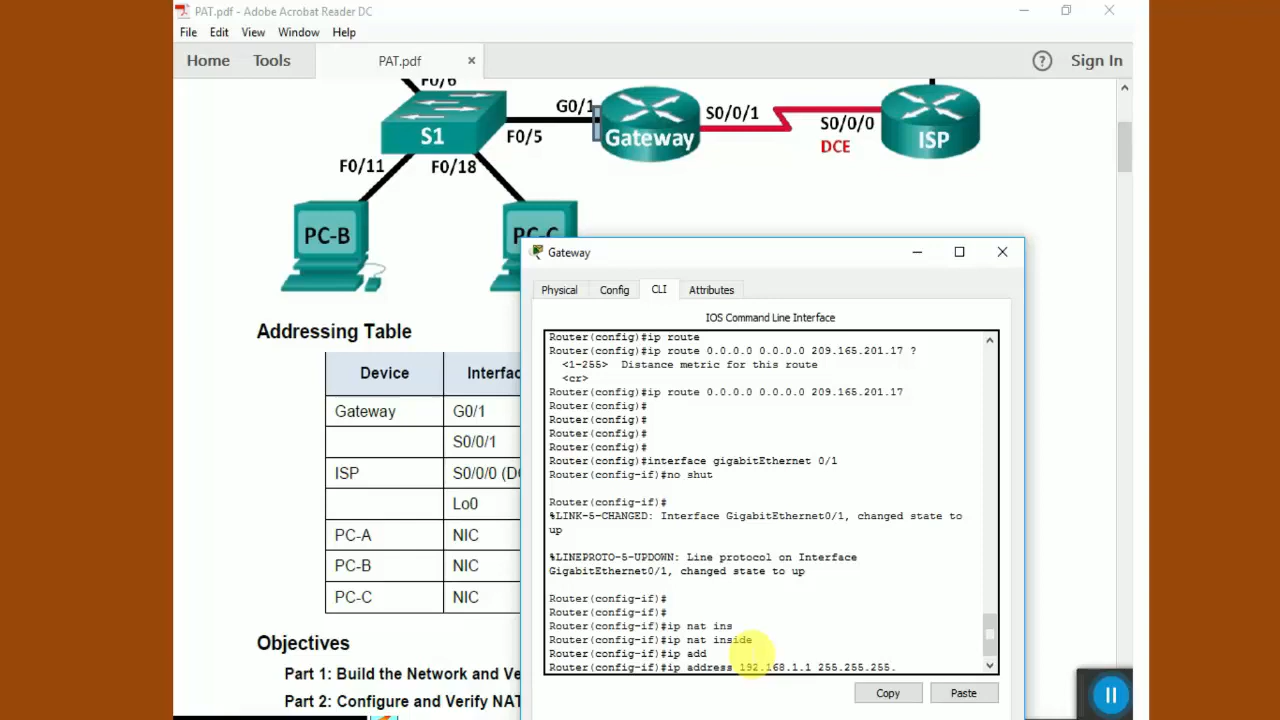 PAT.pdf - Adobe Acrobat Reader DC
File Edit View Window Help
Home Tools PAT.pdf × ? Sign In
F0/6
G0/1 S0/0/1
S1 F0/5 Gateway S0/0/0 ISP
DCE
F0/11 F0/18
PC-B PC-C
Addressing Table
Device Interfac
Gateway G0/1
S0/0/1
ISP S0/0/0 (DC
Lo0
PC-A NIC
PC-B NIC
PC-C NIC
Objectives
Part 1: Build the Network and Ve
Part 2: Configure and Verify NAT
Gateway
Physical Config CLI Attributes
IOS Command Line Interface
Router(config)#ip route
Router(config)#ip route 0.0.0.0 0.0.0.0 209.165.201.17 ?
<1-255> Distance metric for this route
<cr>
Router(config)#ip route 0.0.0.0 0.0.0.0 209.165.201.17
Router(config)#
Router(config)#
Router(config)#
Router(config)#
Router(config)#interface gigabitEthernet 0/1
Router(config-if)#no shut
Router(config-if)#
%LINK-5-CHANGED: Interface GigabitEthernet0/1, changed state to
up
%LINEPROTO-5-UPDOWN: Line protocol on Interface
GigabitEthernet0/1, changed state to up
Router(config-if)#
Router(config-if)#
Router(config-if)#ip nat ins
Router(config-if)#ip nat inside
Router(config-if)#ip add
Router(config-if)#ip address 192.168.1.1 255.255.255.
Copy Paste